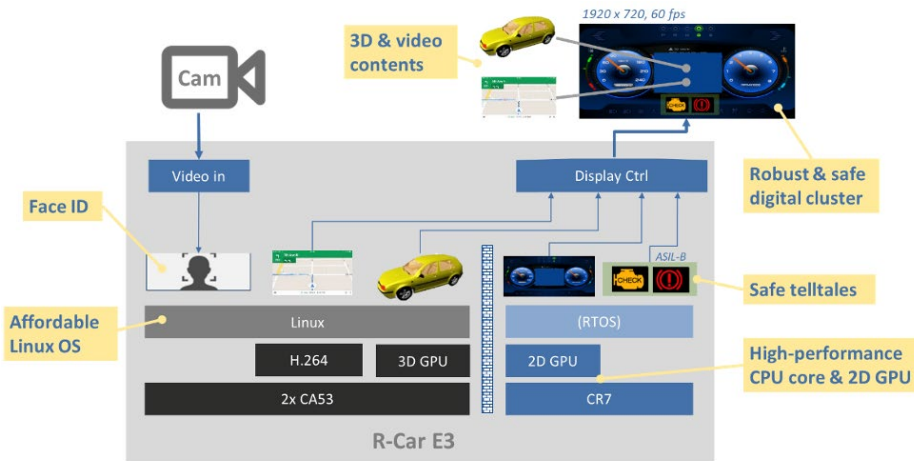 1920 x 720, 60 fps
3D & video
contents
Cam
CHECK
Video in
Display Ctrl
Robust & safe
digital cluster
Face ID
ASIL-B
CHECK
Safe telltales
Affordable
Linux OS
Linux
(RTOS)
H.264
3D GPU
2D GPU
High-performance
CPU core & 2D GPU
2x CA53
CR7
R-Car E3